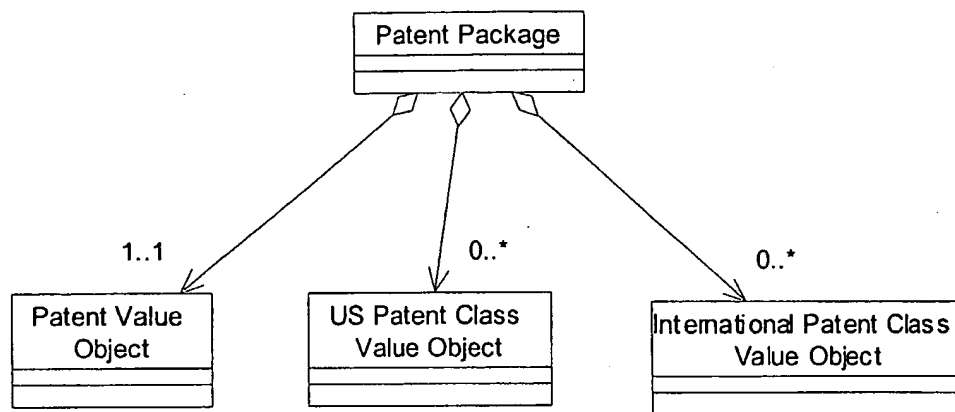 Patent Package
1..1
0..*
0..*
Patent Value
Object
US Patent Class
Value Object
International Patent Class
Value Object